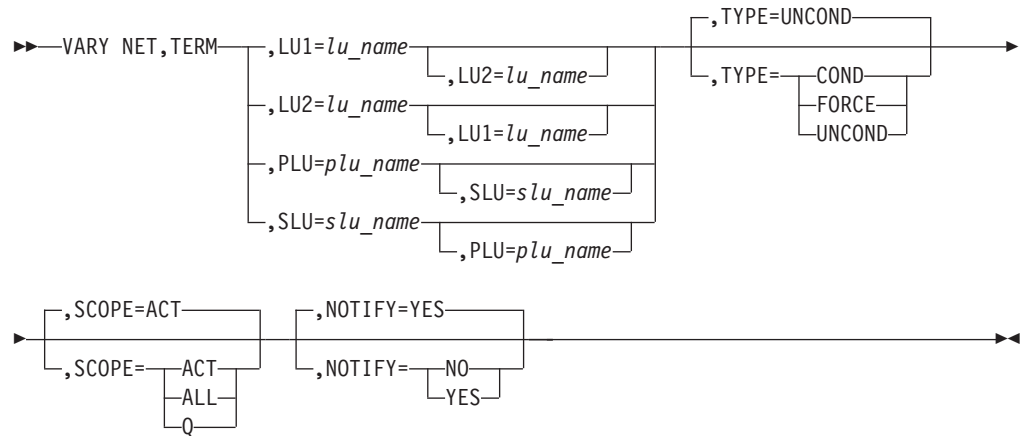 ,TYPE=UNCOND
VARY NET,TERM ,LU1=lu_name
,LU2=lu_name
,TYPE= COND
FORCE
UNCOND
,LU2=lu_name
,LU1=lu_name
,PLU=plu_name
,SLU=slu_name
,SLU=slu_name
,PLU=plu_name
,SCOPE=ACT ,NOTIFY=YES
,SCOPE= ACT ,NOTIFY= NO
ALL YES
Q